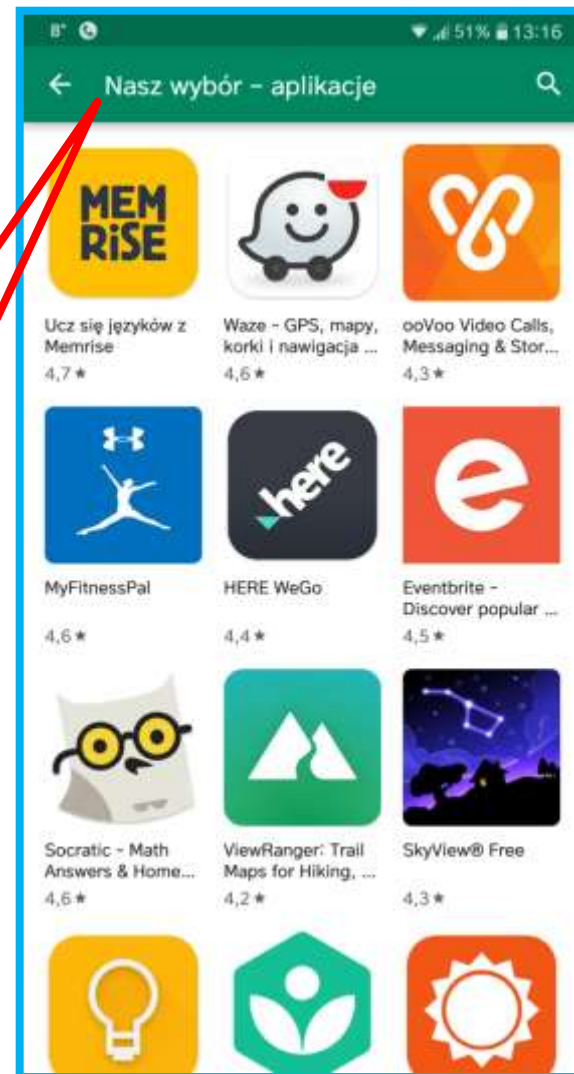 8° 51% 13:16
Nasz wybór – aplikacje
MEM
RiSE
Ucz się języków z
Memrise
4,7 ★
Waze - GPS, mapy,
korki i nawigacja ...
4,6 ★
ooVoo Video Calls,
Messaging & Stor...
4,3 ★
here
e
MyFitnessPal
4,6 ★
HERE WeGo
4,4 ★
Eventbrite -
Discover popular ...
4,5 ★
Socratic - Math
Answers & Home...
4,6 ★
ViewRanger: Trail
Maps for Hiking, ...
4,2 ★
SkyView® Free
4,3 ★